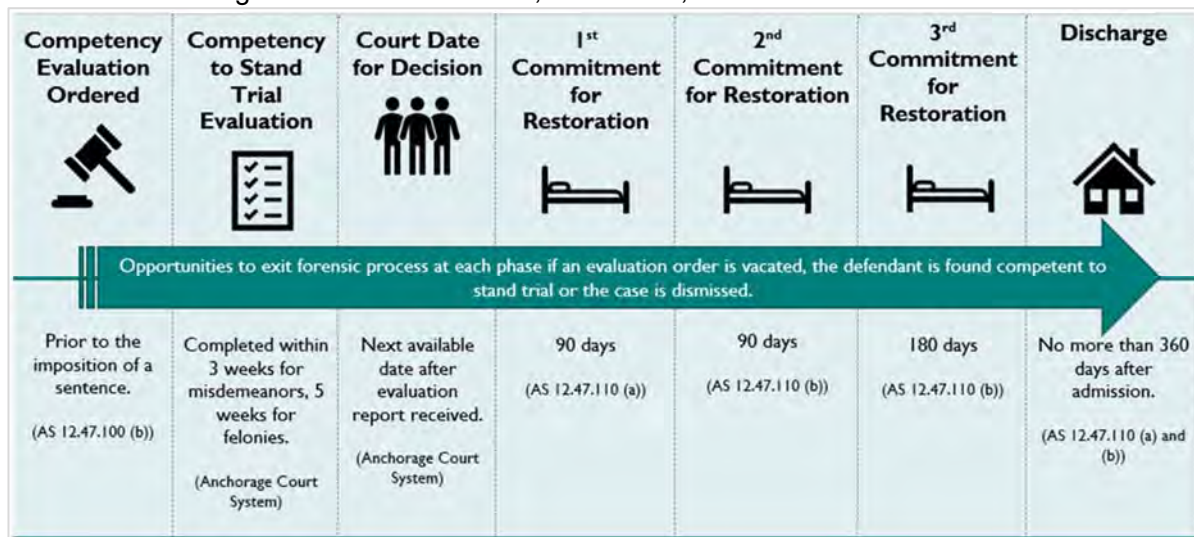 Competency
Evaluation
Ordered
Competency
to Stand
Trial
Evaluation
Court Date
for Decision
1st
Commitment
for
Restoration
2nd
Commitment
for Restoration
3rd
Commitment
for
Restoration
Discharge
Opportunities to exit forensic process at each phase if an evaluation order is vacated, the defendant is found competent to
stand trial or the case is dismissed.
Prior to the
imposition of a
sentence.
(AS 12.47.100 (b))
Completed within
3 weeks for
misdemeanors, 5
weeks for
felonies.
(Anchorage Court
System)
Next available
date after
evaluation
report received.
(Anchorage Court
System)
90 days
(AS 12.47.110 (a))
90 days
(AS 12.47.110 (b))
180 days
(AS 12.47.110 (b))
No more than 360
days after
admission.
(AS 12.47.110 (a) and
(b))